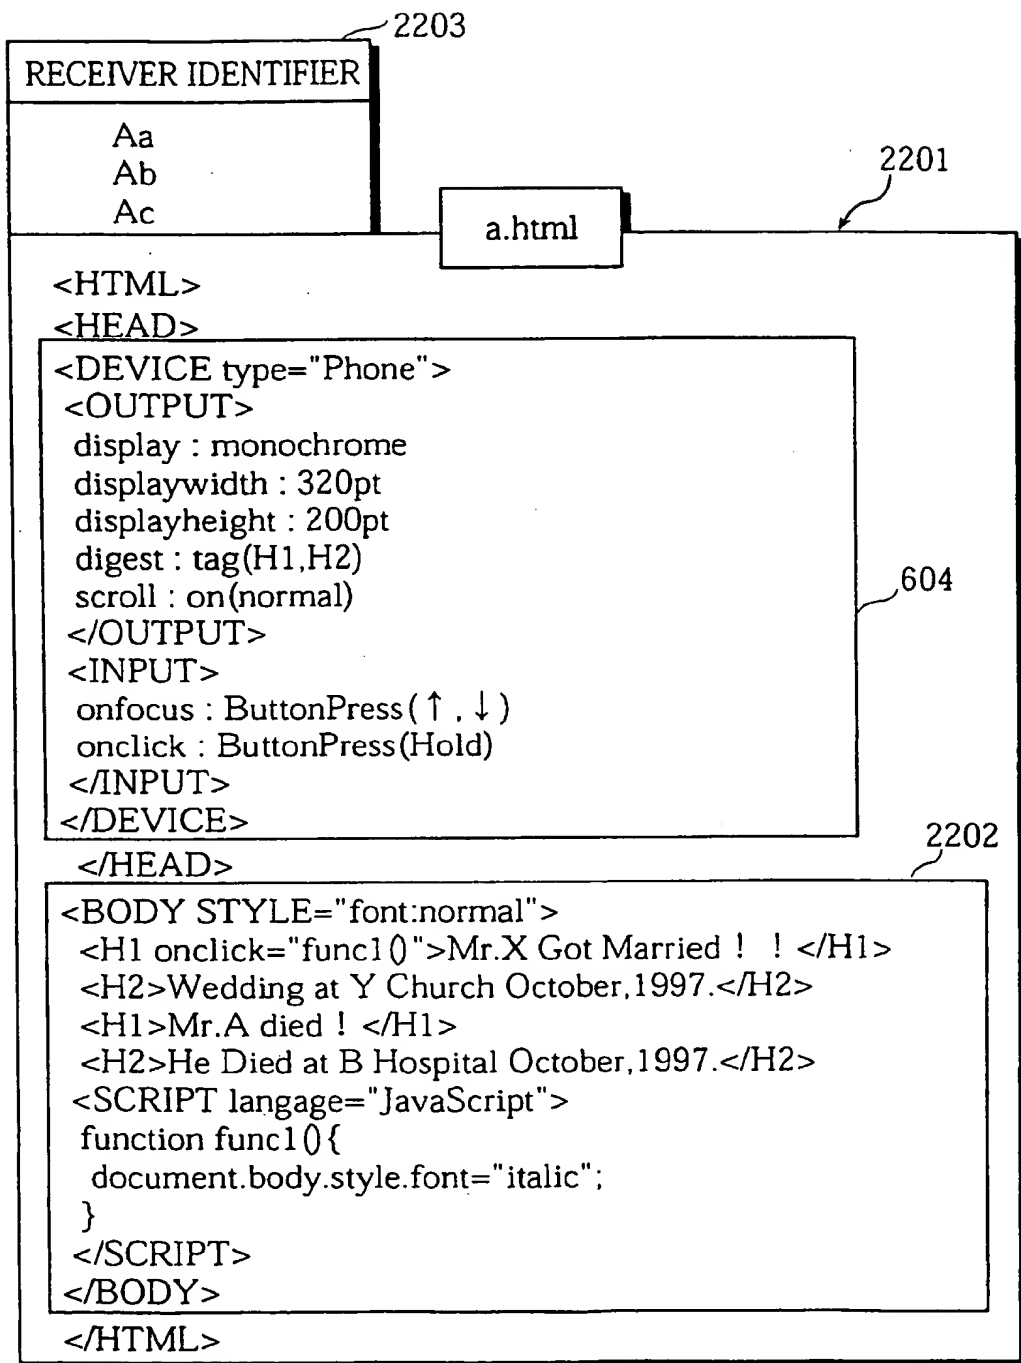 2203
RECEIVER IDENTIFIER
Aa
Ab
Ac
2201
a.html
<HTML>
<HEAD>
<DEVICE type="Phone">
<OUTPUT>
display : monochrome
displaywidth : 320pt
displayheight : 200pt
digest : tag(H1,H2)
scroll : on(normal)
</OUTPUT>
604
<INPUT>
onfocus : ButtonPress(↑,↓)
onclick : ButtonPress(Hold)
</INPUT>
</DEVICE>
</HEAD>
2202
<BODY STYLE="font:normal">
<H1 onclick="func1()">Mr.X Got Married ! ! </H1>
<H2>Wedding at Y Church October,1997.</H2>
<H1>Mr.A died ! </H1>
<H2>He Died at B Hospital October,1997.</H2>
<SCRIPT langage="JavaScript">
function func1(){
document.body.style.font="italic";
}
</SCRIPT>
</BODY>
</HTML>